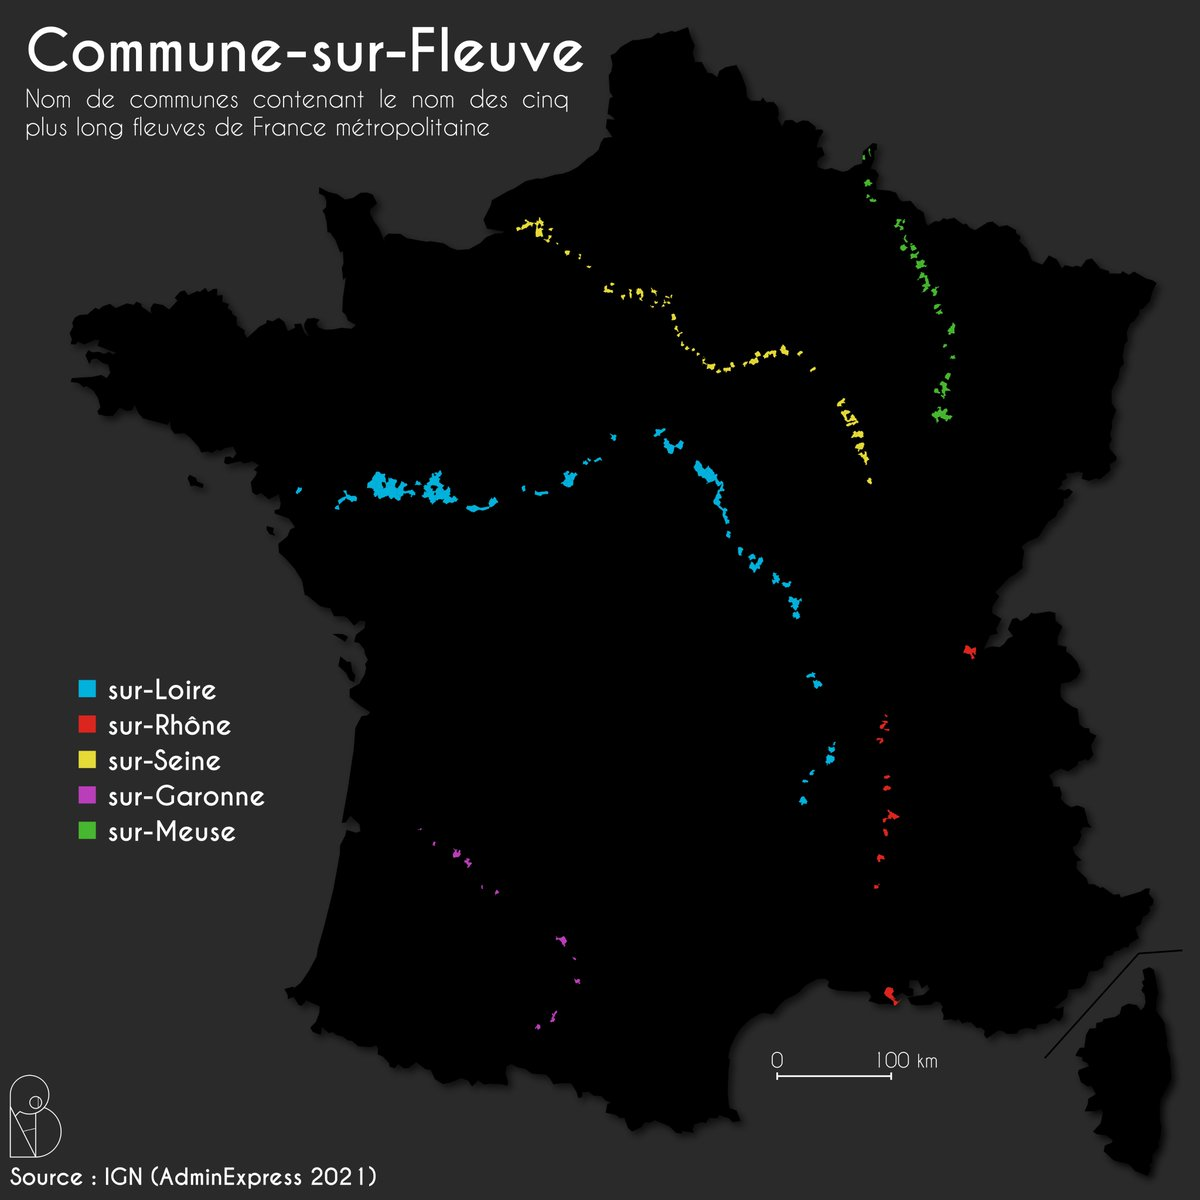 Commune-sur-Fleuve
Nom de communes contenant le nom des cinq
plus long fleuves de France métropolitaine
sur-Loire
sur-Rhône
sur-Seine
sur-Garonne
sur-Meuse
0 100 km
Source : IGN (AdminExpress 2021)